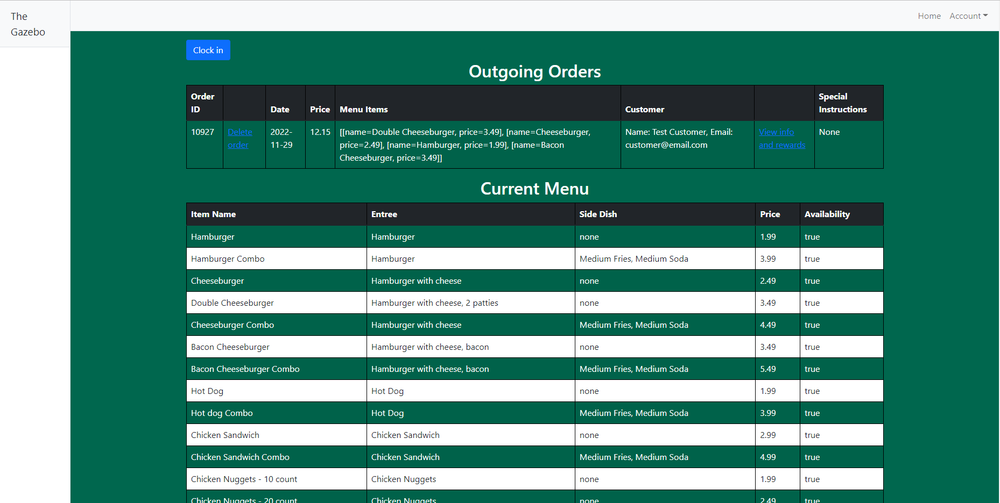 The
Gazebo
Home Account
Clock in
Outgoing Orders
Order
ID Date Price Menu Items Customer Special
Instructions
10927 Delete
order 2022-
11-29 12.15 [[name=Double Cheeseburger, price=3.49], [name=Cheeseburger,
price=2.49], [name=Hamburger, price=1.99], [name=Bacon
Cheeseburger, price=3.49]] Name: Test Customer, Email:
customer@email.com View info
and rewards None
Current Menu
Item Name Entree Side Dish Price Availability
Hamburger Hamburger none 1.99 true
Hamburger Combo Hamburger Medium Fries, Medium Soda 3.99 true
Cheeseburger Hamburger with cheese none 2.49 true
Double Cheeseburger Hamburger with cheese, 2 patties none 3.49 true
Cheeseburger Combo Hamburger with cheese Medium Fries, Medium Soda 4.49 true
Bacon Cheeseburger Hamburger with cheese, bacon none 3.49 true
Bacon Cheeseburger Combo Hamburger with cheese, bacon Medium Fries, Medium Soda 5.49 true
Hot Dog Hot Dog none 1.99 true
Hot dog Combo Hot Dog Medium Fries, Medium Soda 3.99 true
Chicken Sandwich Chicken Sandwich none 2.99 true
Chicken Sandwich Combo Chicken Sandwich Medium Fries, Medium Soda 4.99 true
Chicken Nuggets - 10 count Chicken Nuggets none 1.99 true
Chicken Nuggets - 20 count Chicken Nuggets none 2.49 true